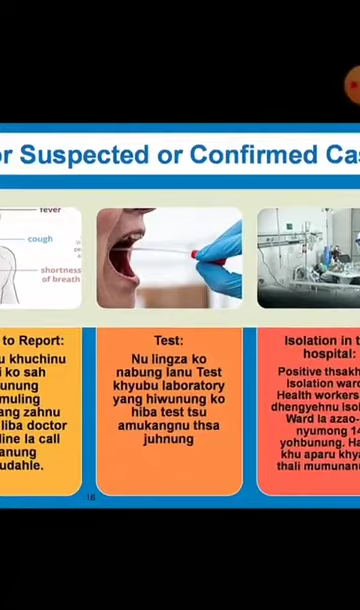 or Suspected or Confirmed Cas
fever
cough
shortness
of breath
to Report:
u khuchinu
i ko sah
unung
muling
ang zahnu
liba doctor
line la call
anung
udahle.
Test:
Nu lingza ko
nabung lanu Test
khyubu laboratory
yang hiwunung ko
hiba test tsu
amukangnu thsa
juhnung
Isolation in t
hospital:
Positive thsakh
Isolation ward
Health workers
dhengyehnu isol
Ward la azao-
nyumong 14
yohbunung. Ha
khu aparu khya
thali mumunan
16